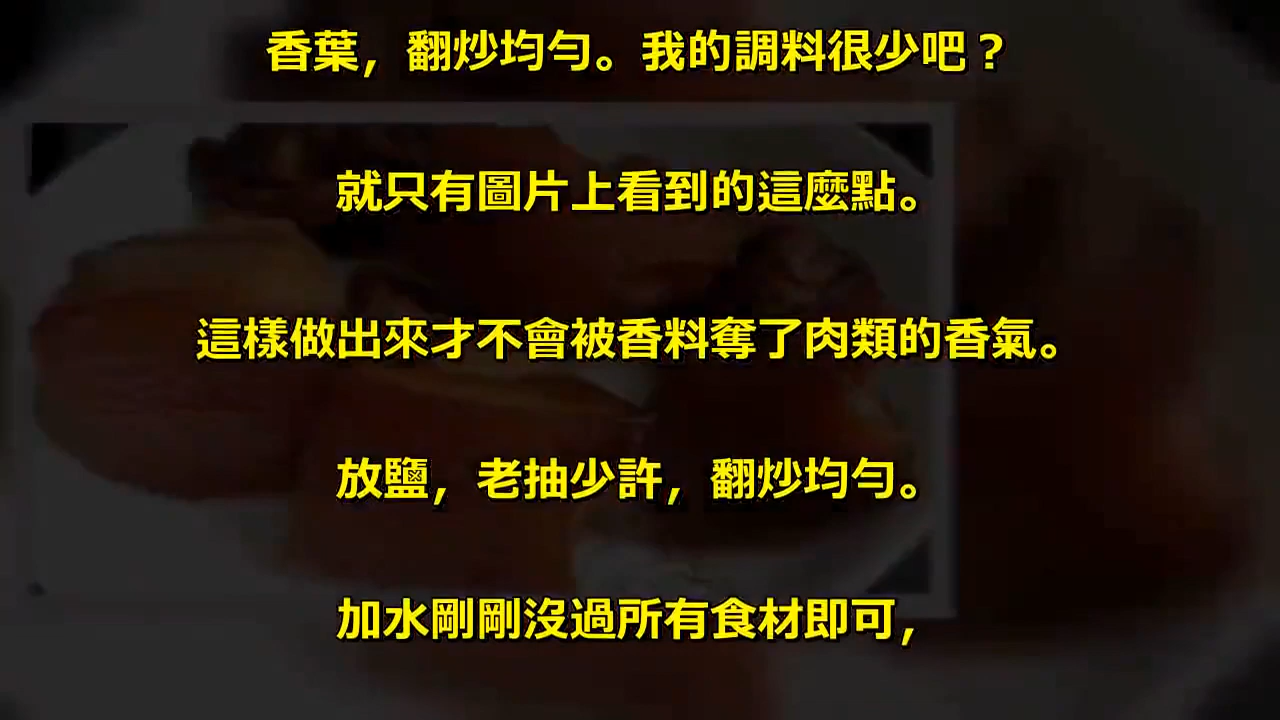 香葉，翻炒均勻。我的調料很少吧？
就只有圖片上看到的這麼點。
這樣做出來才不會被香料奪了肉類的香氣。
放鹽，老抽少許，翻炒均勻。
加水剛剛沒過所有食材即可，